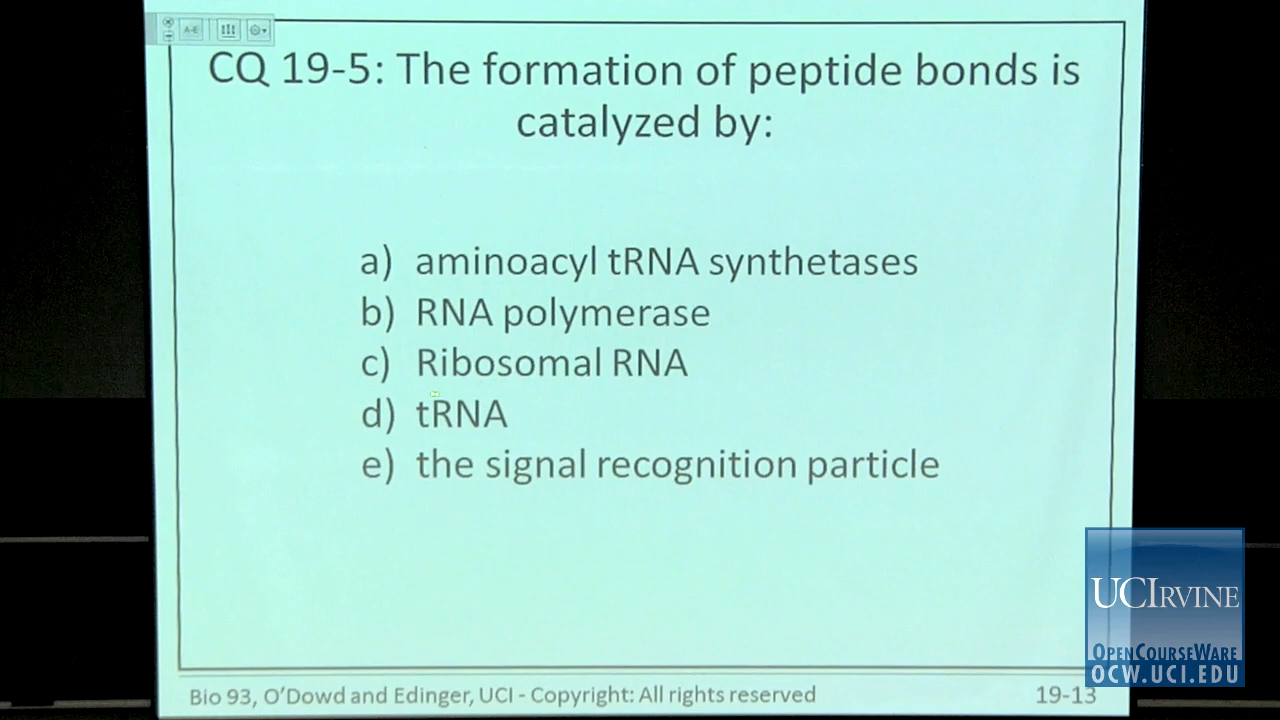 A-E
CQ 19-5: The formation of peptide bonds is
catalyzed by:
a) aminoacyl tRNA synthetases
b) RNA polymerase
c) Ribosomal RNA
d) tRNA
e) the signal recognition particle
UCIRVINE
OPENCOURSEWARE
OCW.UCI.EDU
Bio 93, O'Dowd and Edinger, UCI - Copyright: All rights reserved
19-13